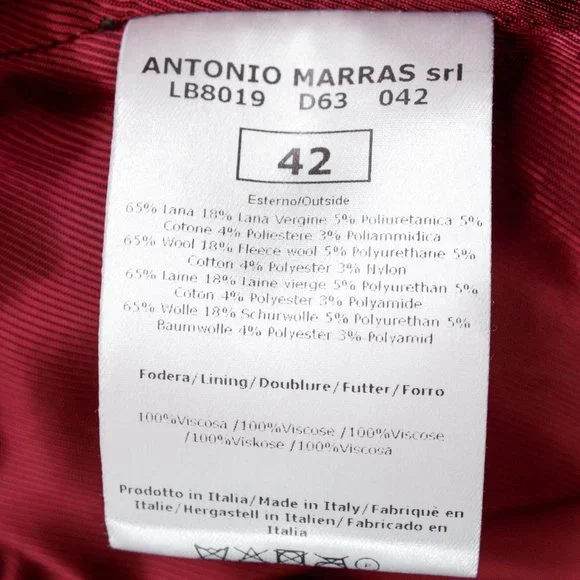 ANTONIO MARRAS srl
LB8019 D63 042
42
Esterno/Outside
65% Lana 18% Lana Vergine 5% Poliuretanica 5%
Cotone 4% Poliestere 3% Poliammidica
65% Wool 18% Fleece wool 5% Polyurethane 5%
Cotton 4% Polyester 3% Nylon
65% Laine 18% Laine vierge 5% Polyurethan 5%
Coton 4% Polyester 3% Polyamide
65% Wolle 18% Schurwolle 5% Polyurethan 5%
Baumwolle 4% Polyester 3% Polyamid
Fodera/Lining/Doublure/Futter/Forro
100%Viscosa /100%Viscose /100%Viscose
/100%Viskose /100%Viscosa
Prodotto in Italia/Made in Italy/Fabriquè en
Italie/Hergastell in Italien/Fabricado en
Italia